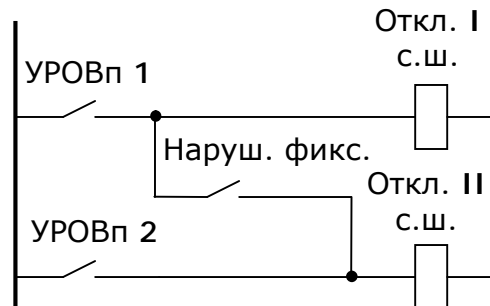 Откл. I
с.ш.
УРОВп 1
Наруш. фикс.
Откл. II
с.ш.
УРОВп 2